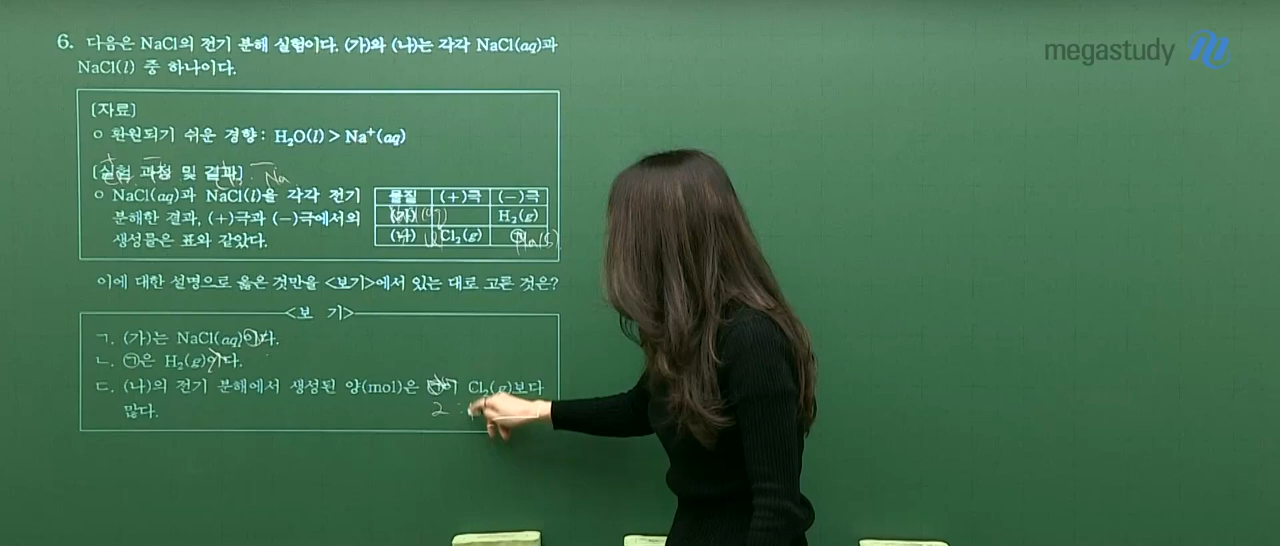 megastudy
6. 다음은 NaCl의 전기 분해 실험이다. (가)와 (나)는 각각 NaCl(aq)과
NaCl(l) 중 하나이다.
[자료]
o 환원되기 쉬운 경향: H₂O(l) > Na⁺(aq)
[실험 과정 및 결과]
Na
o NaCl(aq)과 NaCl(l)을 각각 전기
분해한 결과, (+)극과 (-)극에서의
생성물은 표와 같았다.
물질 (+)극 (-)극
(가) (aq) H₂(g)
(나) Cl₂(g) ㉠ Na(s)
이에 대한 설명으로 옳은 것만을 <보기>에서 있는 대로 고른 것은?
<보 기>
ㄱ. (가)는 NaCl(aq)이다.
ㄴ. ㉠은 H₂(g)이다.
ㄷ. (나)의 전기 분해에서 생성된 양(mol)은 ㉠이 Cl₂(g)보다
많다.
2 :